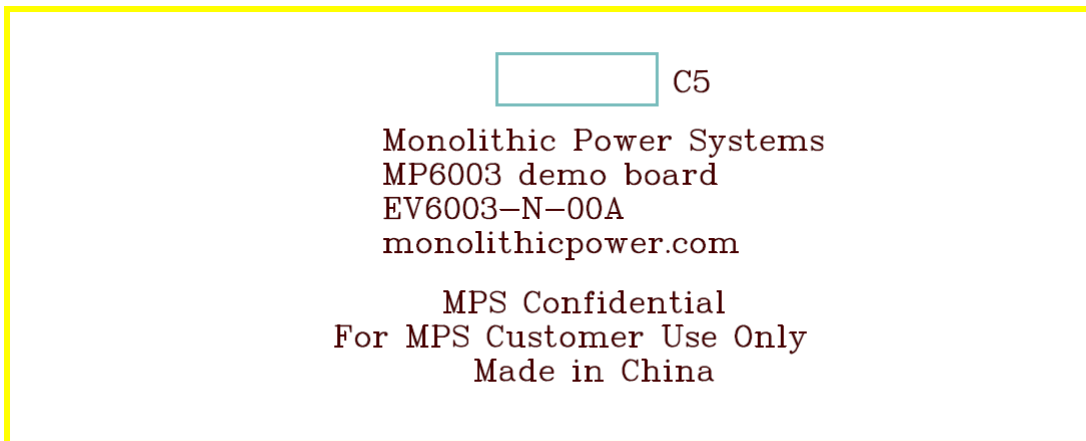 C5
Monolithic Power Systems
MP6003 demo board
EV6003-N-00A
monolithicpower.com
MPS Confidential
For MPS Customer Use Only
Made in China